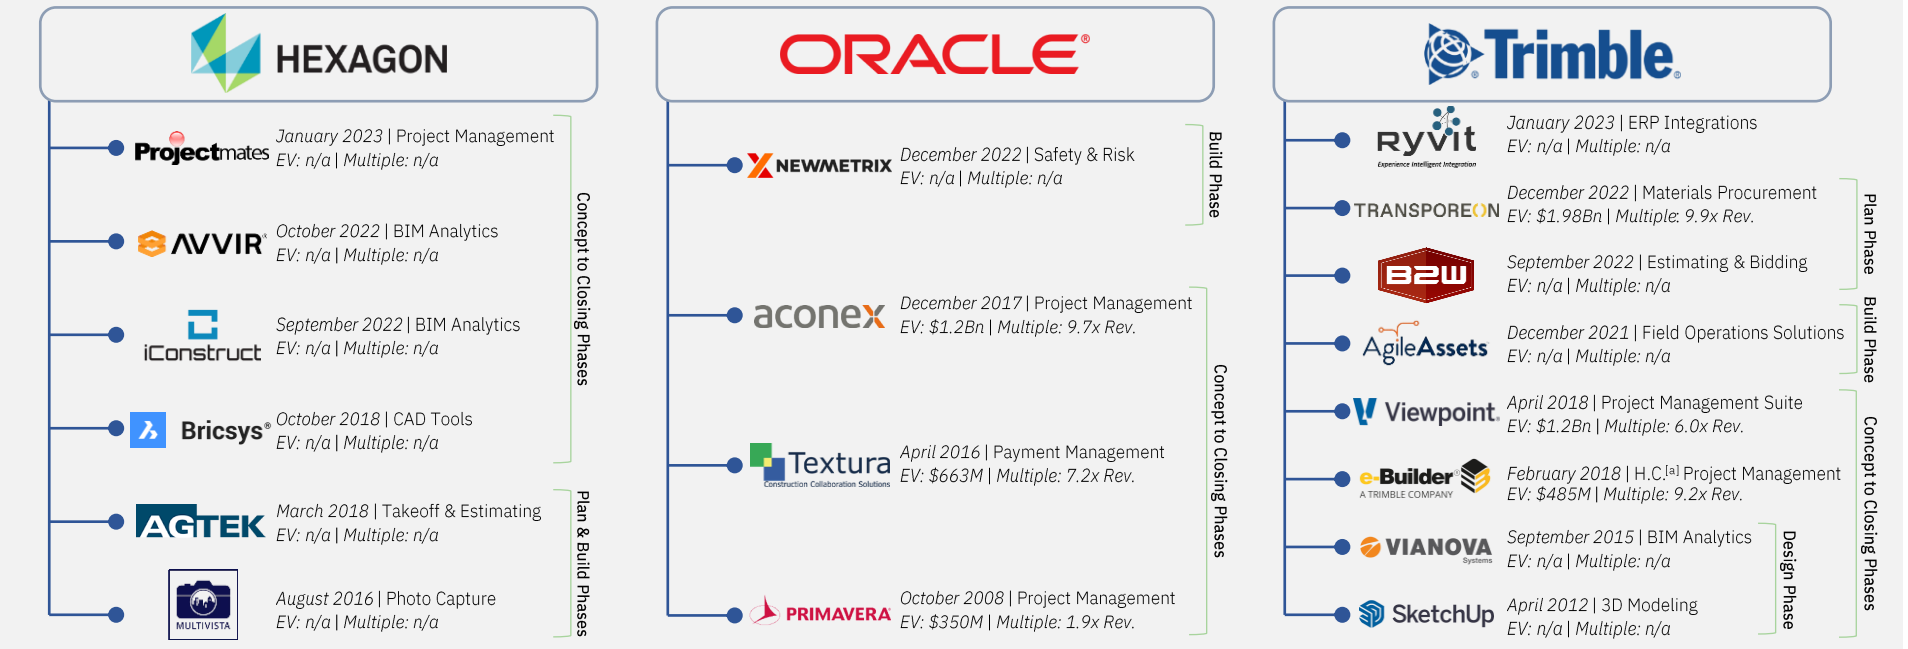 HEXAGON
Projectmates
January 2023 | Project Management
EV: n/a | Multiple: n/a
AVVIR
October 2022 | BIM Analytics
EV: n/a | Multiple: n/a
iConstruct
September 2022 | BIM Analytics
EV: n/a | Multiple: n/a
Bricsys®
October 2018 | CAD Tools
EV: n/a | Multiple: n/a
Concept to Closing Phases
AGTEK
March 2018 | Takeoff & Estimating
EV: n/a | Multiple: n/a
MULTIVISTA
August 2016 | Photo Capture
EV: n/a | Multiple: n/a
Plan & Build Phases
ORACLE®
NEWMETRIX
December 2022 | Safety & Risk
EV: n/a | Multiple: n/a
Build Phase
aconex
December 2017 | Project Management
EV: $1.2Bn | Multiple: 9.7x Rev.
Textura
Construction Collaboration Solutions
April 2016 | Payment Management
EV: $663M | Multiple: 7.2x Rev.
PRIMAVERA
October 2008 | Project Management
EV: $350M | Multiple: 1.9x Rev.
Concept to Closing Phases
Trimble®
Ryvit
Experience Intelligent Integration
January 2023 | ERP Integrations
EV: n/a | Multiple: n/a
TRANSPOREON
December 2022 | Materials Procurement
EV: $1.98Bn | Multiple: 9.9x Rev.
B2W
September 2022 | Estimating & Bidding
EV: n/a | Multiple: n/a
Plan Phase
AgileAssets
December 2021 | Field Operations Solutions
EV: n/a | Multiple: n/a
Build Phase
Viewpoint
April 2018 | Project Management Suite
EV: $1.2Bn | Multiple: 6.0x Rev.
e-Builder®
A TRIMBLE COMPANY
February 2018 | H.C.[a] Project Management
EV: $485M | Multiple: 9.2x Rev.
VIANOVA
Systems
September 2015 | BIM Analytics
EV: n/a | Multiple: n/a
SketchUp
April 2012 | 3D Modeling
EV: n/a | Multiple: n/a
Design Phase
Concept to Closing Phases